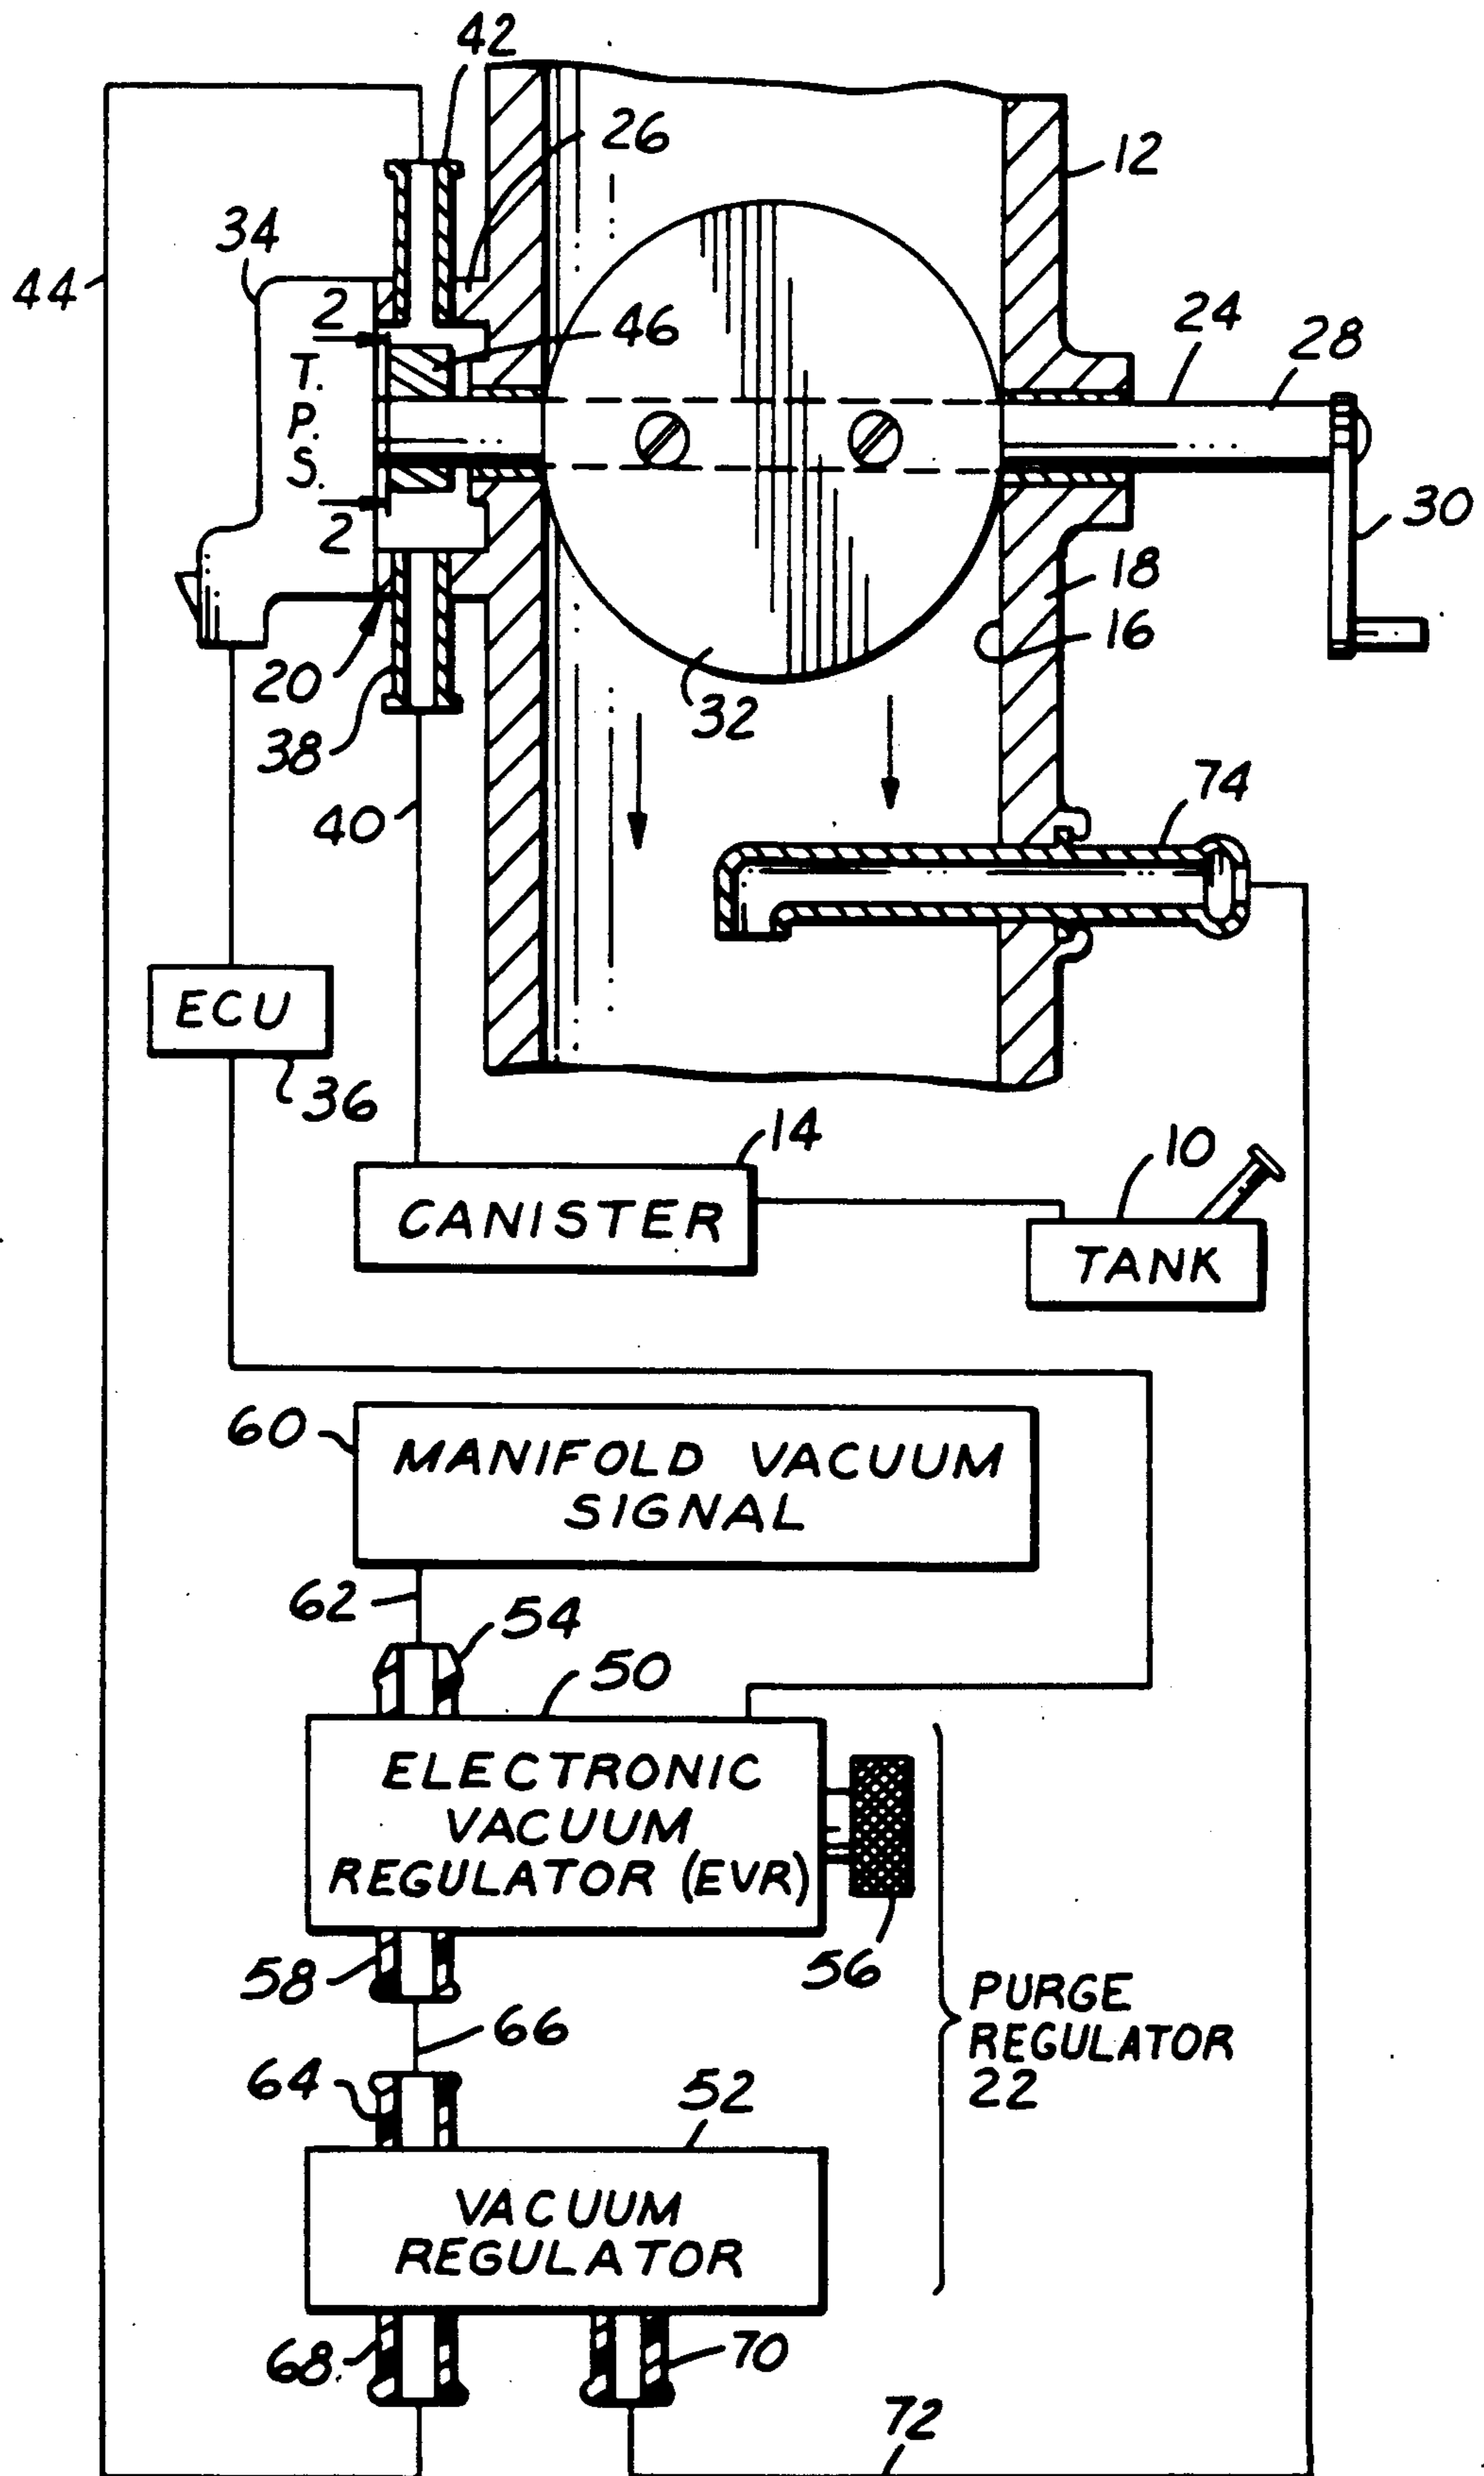 42
26
12
34
44
2
46
24
28
T.
P.
S.
30
2
18
16
20
32
38
74
40
ECU
36
14
10
CANISTER
TANK
60
MANIFOLD VACUUM
SIGNAL
62
54
50
ELECTRONIC
VACUUM
REGULATOR (EVR)
56
58
PURGE
REGULATOR
22
66
64
52
VACUUM
REGULATOR
68
70
72